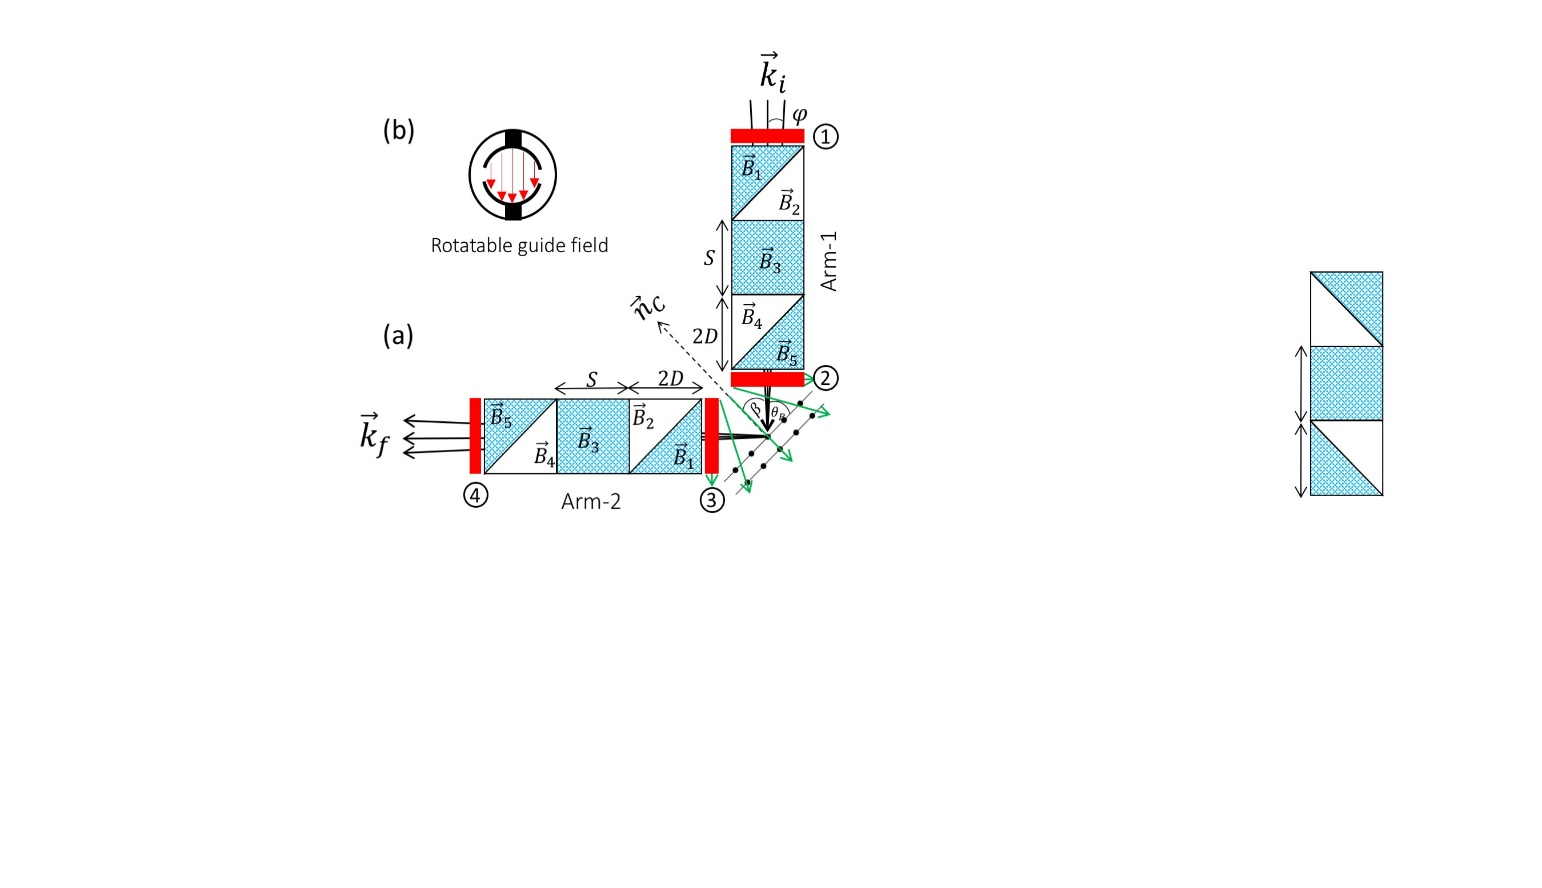 k⃗i
φ
(b)
①
B⃗1
B⃗2
Rotatable guide field
S
B⃗3
Arm-1
n⃗C
(a)
2D
B⃗4
B⃗5
②
S
2D
β
θB
k⃗f
B⃗5
B⃗4
B⃗3
B⃗2
B⃗1
④
Arm-2
③